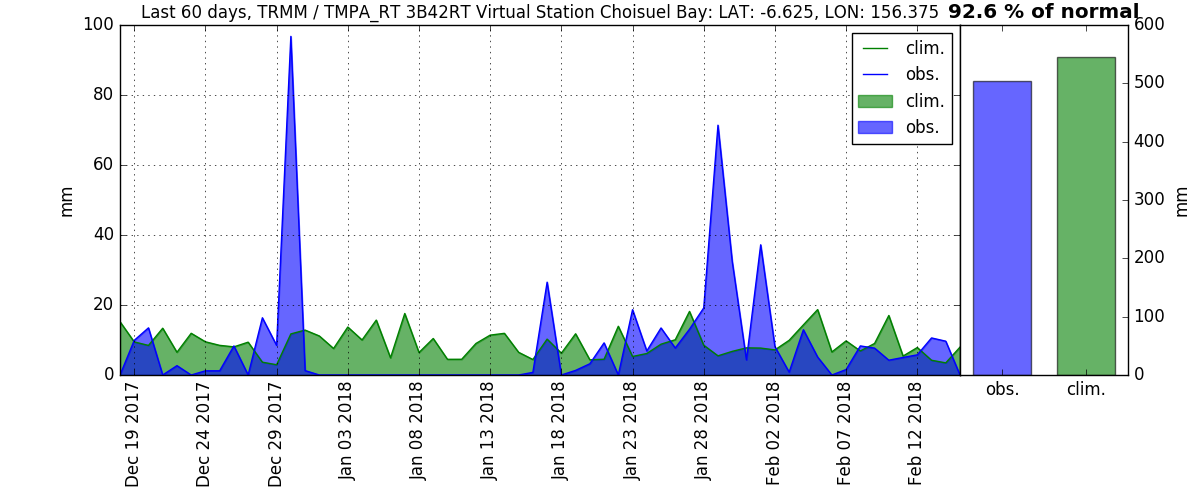 Last 60 days, TRMM / TMPA_RT 3B42RT Virtual Station Choisuel Bay: LAT: -6.625, LON: 156.375 92.6 % of normal
100
80
60
40
20
0
mm
clim.
obs.
clim.
obs.
600
500
400
300
200
100
0
mm
obs.
clim.
Dec 19 2017
Dec 24 2017
Dec 29 2017
Jan 03 2018
Jan 08 2018
Jan 13 2018
Jan 18 2018
Jan 23 2018
Jan 28 2018
Feb 02 2018
Feb 07 2018
Feb 12 2018